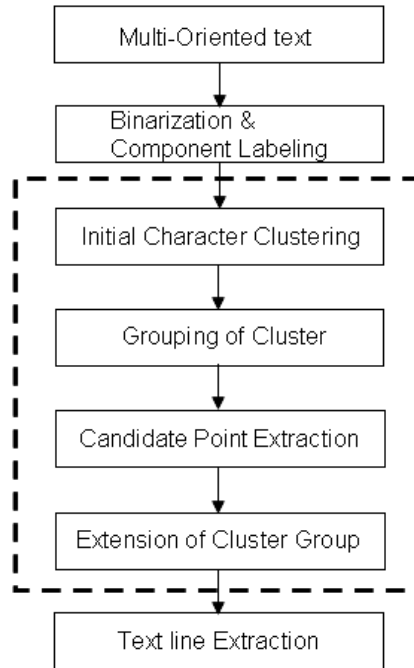 Multi-Oriented text
Binarization &
Component Labeling
Initial Character Clustering
Grouping of Cluster
Candidate Point Extraction
Extension of Cluster Group
Text line Extraction